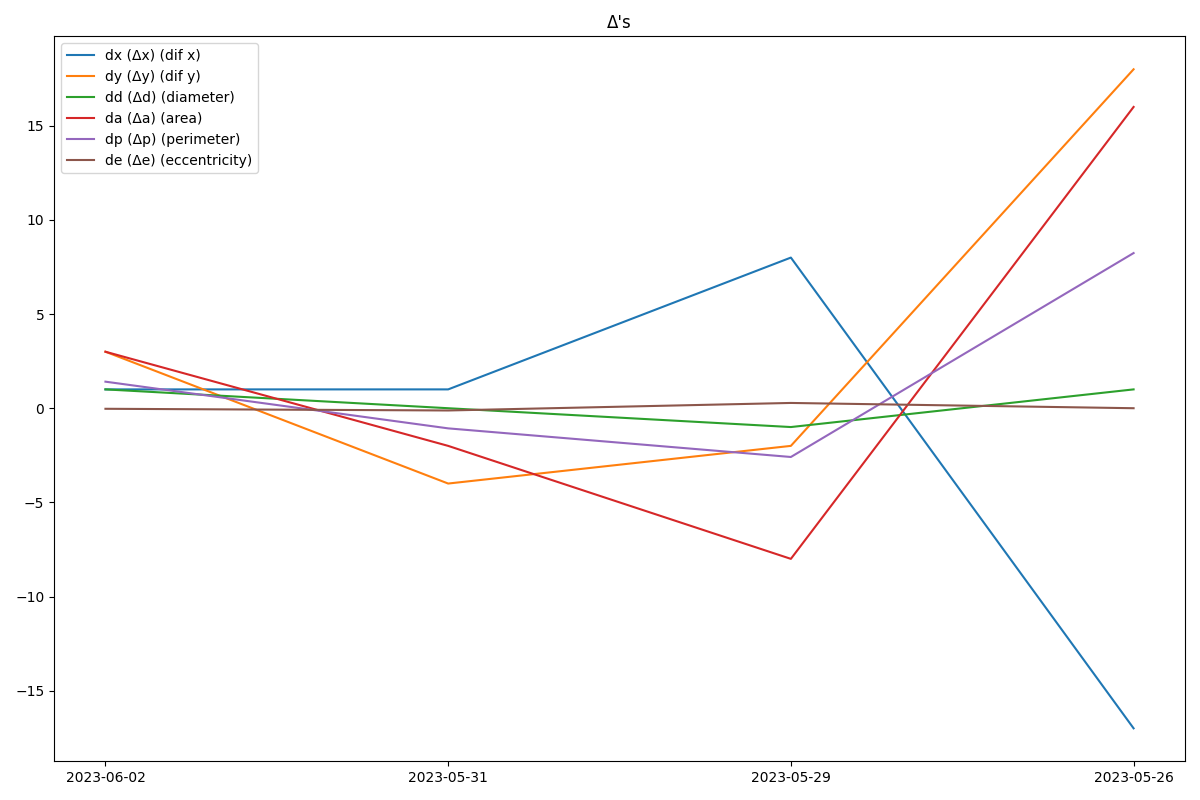 Δ's
dx (Δx) (dif x)
dy (Δy) (dif y)
dd (Δd) (diameter)
da (Δa) (area)
dp (Δp) (perimeter)
de (Δe) (eccentricity)
15
10
5
0
−5
−10
−15
2023-06-02 2023-05-31 2023-05-29 2023-05-26